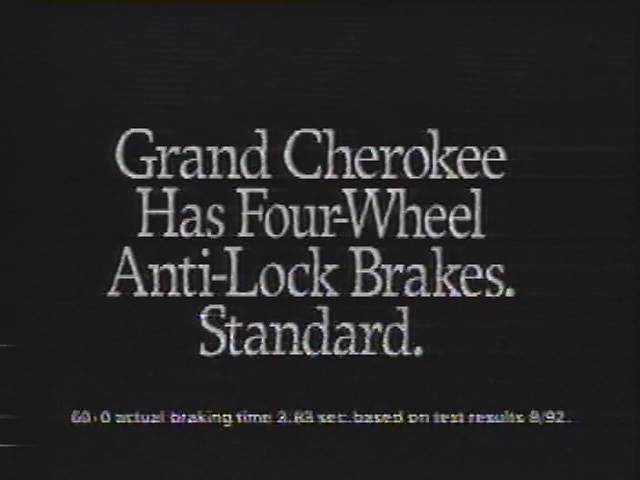 Grand Cherokee
Has Four-Wheel
Anti-Lock Brakes.
Standard.
60-0 actual braking time 3.83 sec. based on test results 8/92.